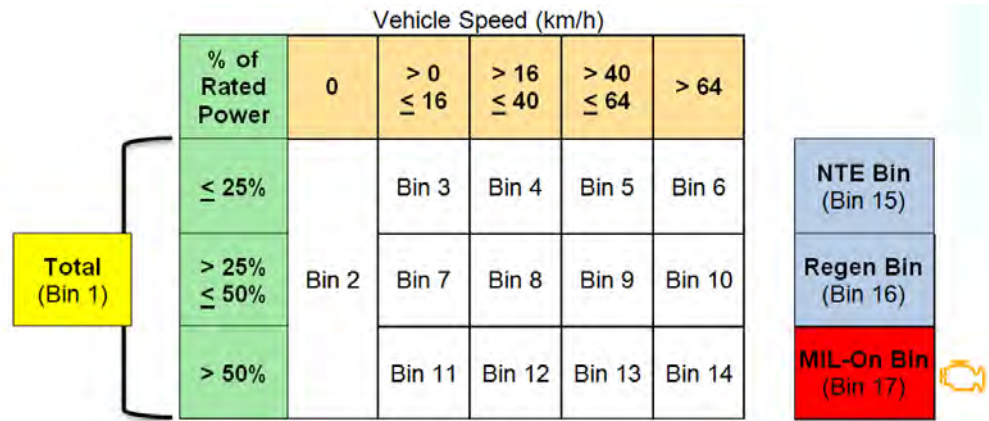 Vehicle Speed (km/h)
% of
Rated
Power
0
> 0
≤ 16
> 16
≤ 40
> 40
≤ 64
> 64
≤ 25%
Bin 3
Bin 4
Bin 5
Bin 6
NTE Bin
(Bin 15)
Total
(Bin 1)
> 25%
≤ 50%
Bin 2
Bin 7
Bin 8
Bin 9
Bin 10
Regen Bin
(Bin 16)
> 50%
Bin 11
Bin 12
Bin 13
Bin 14
MIL-On Bin
(Bin 17)